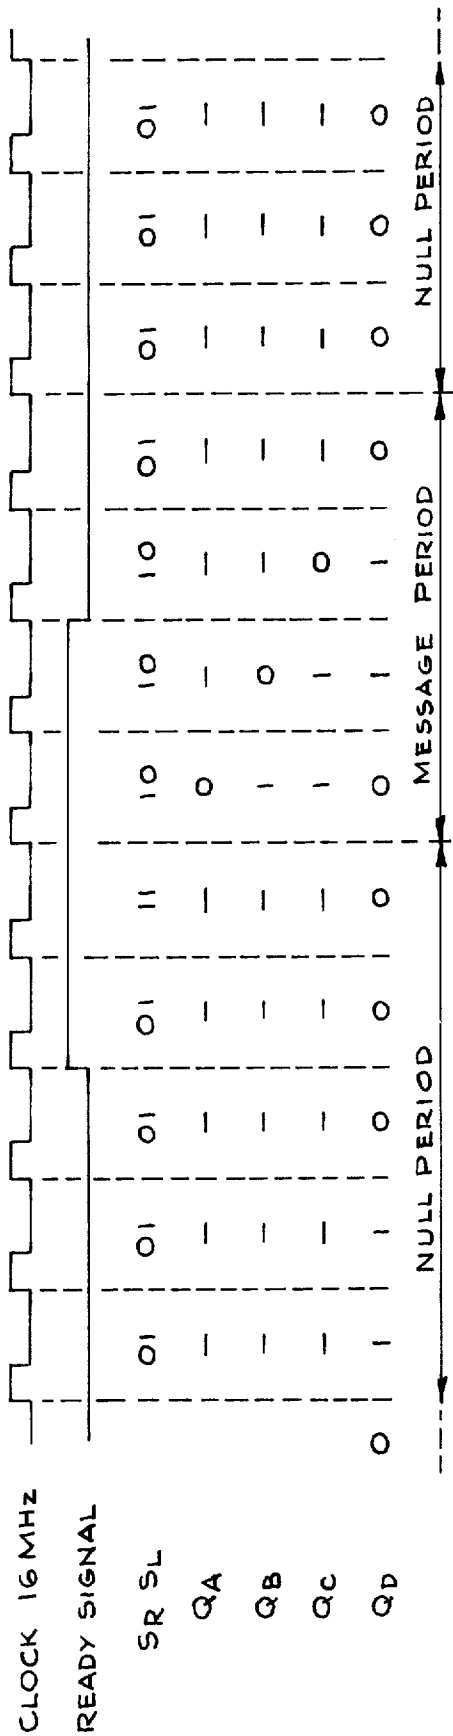 CLOCK 16 MHz
READY SIGNAL
SR SL 01 01 01 01 11 10 10 10 01 01 01 01
QA 1 1 1 1 1 0 1 1 1 1 1 1
QB 1 1 1 1 1 1 0 1 1 1 1 1
QC 1 1 1 1 1 1 1 0 1 1 1 1
QD 0 1 1 0 0 0 0 1 1 0 0 0 0
NULL PERIOD MESSAGE PERIOD NULL PERIOD